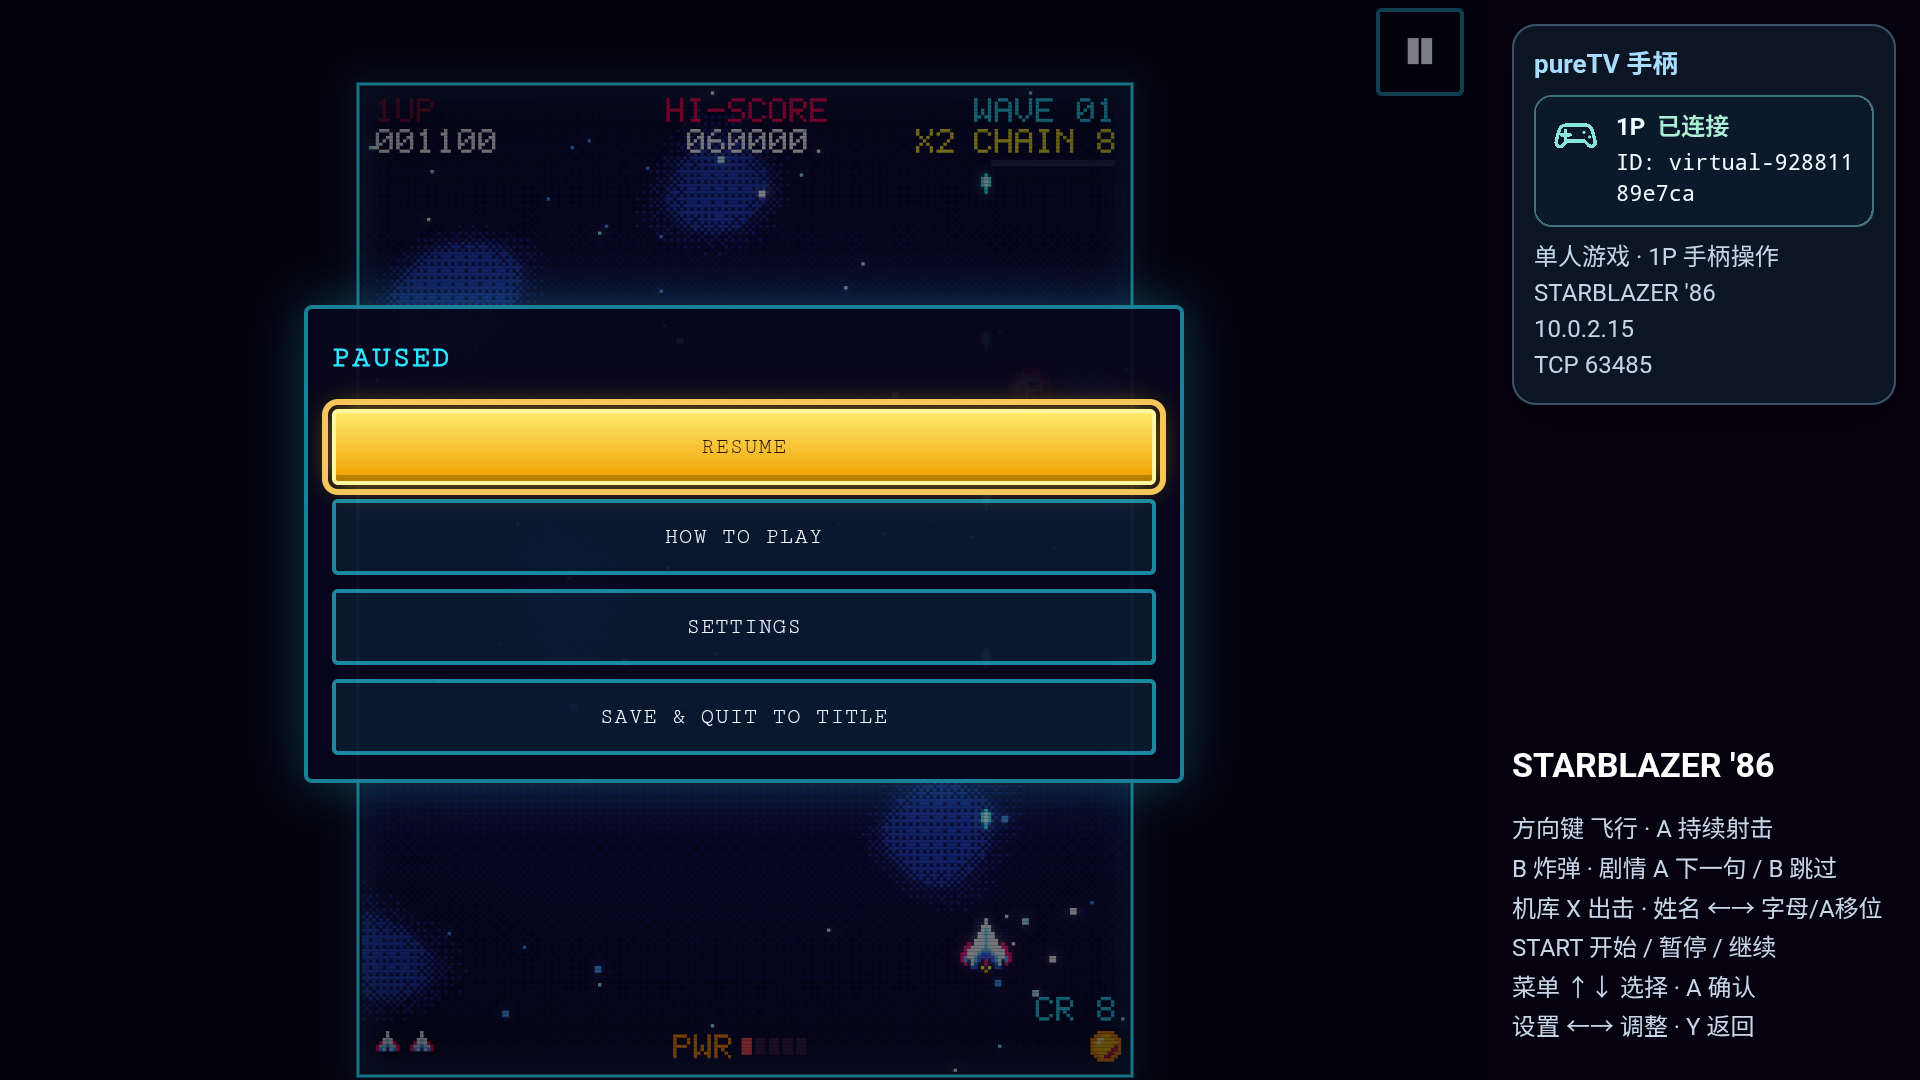 1UP
HI-SCORE
WAVE 01
001100
060000
X2 CHAIN 8
PAUSED
RESUME
HOW TO PLAY
SETTINGS
SAVE & QUIT TO TITLE
CR 8
PWR
pureTV 手柄
1P 已连接
ID: virtual-928811
89e7ca
单人游戏 · 1P 手柄操作
STARBLAZER '86
10.0.2.15
TCP 63485
STARBLAZER '86
方向键 飞行 · A 持续射击
B 炸弹 · 剧情 A 下一句 / B 跳过
机库 X 出击 · 姓名 ←→ 字母/A移位
START 开始 / 暂停 / 继续
菜单 ↑↓ 选择 · A 确认
设置 ←→ 调整 · Y 返回